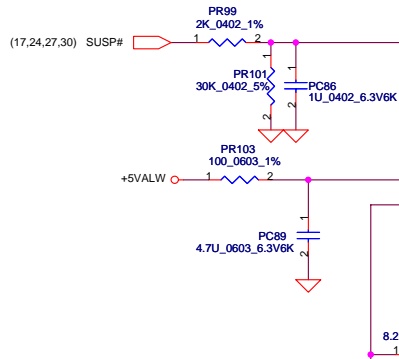 PR99
2K_0402_1%
(17,24,27,30) SUSP#
1 2
PR101
30K_0402_5%
1
2
PC86
1U_0402_6.3V6K
1
2
PR103
100_0603_1%
+5VALW
1 2
PC89
4.7U_0603_6.3V6K
1
2
8.2
1